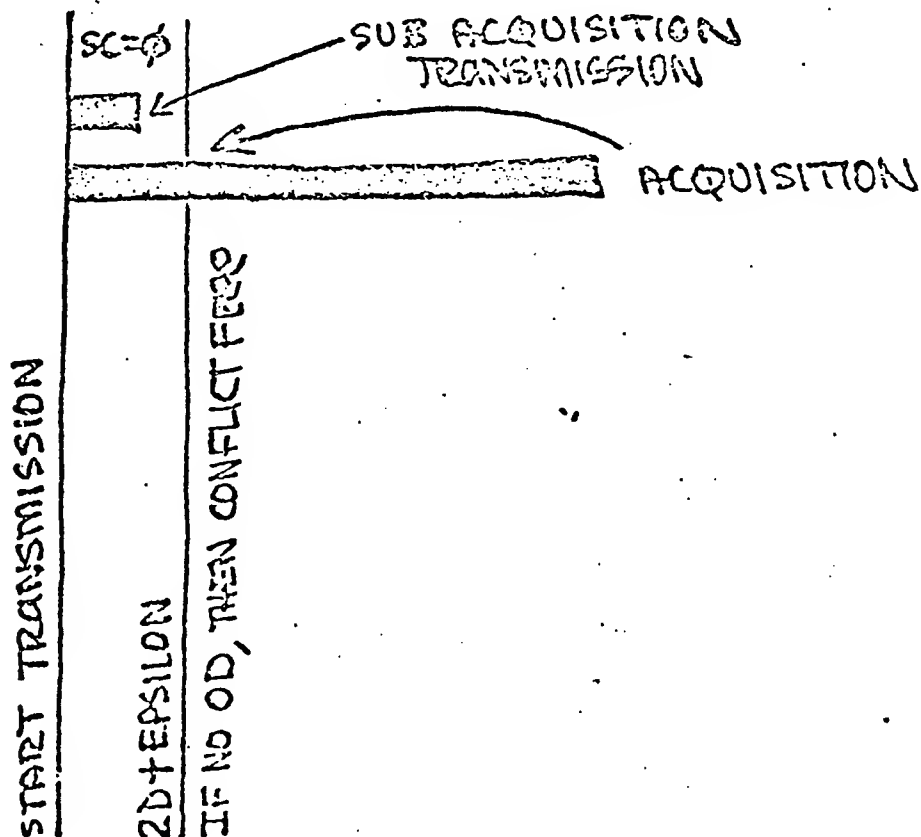 SC=Ø
SUB ACQUISITION
TRANSMISSION
ACQUISITION
START TRANSMISSION
2D+EPSILON
IF NO OD, THEN CONFLICT FREE